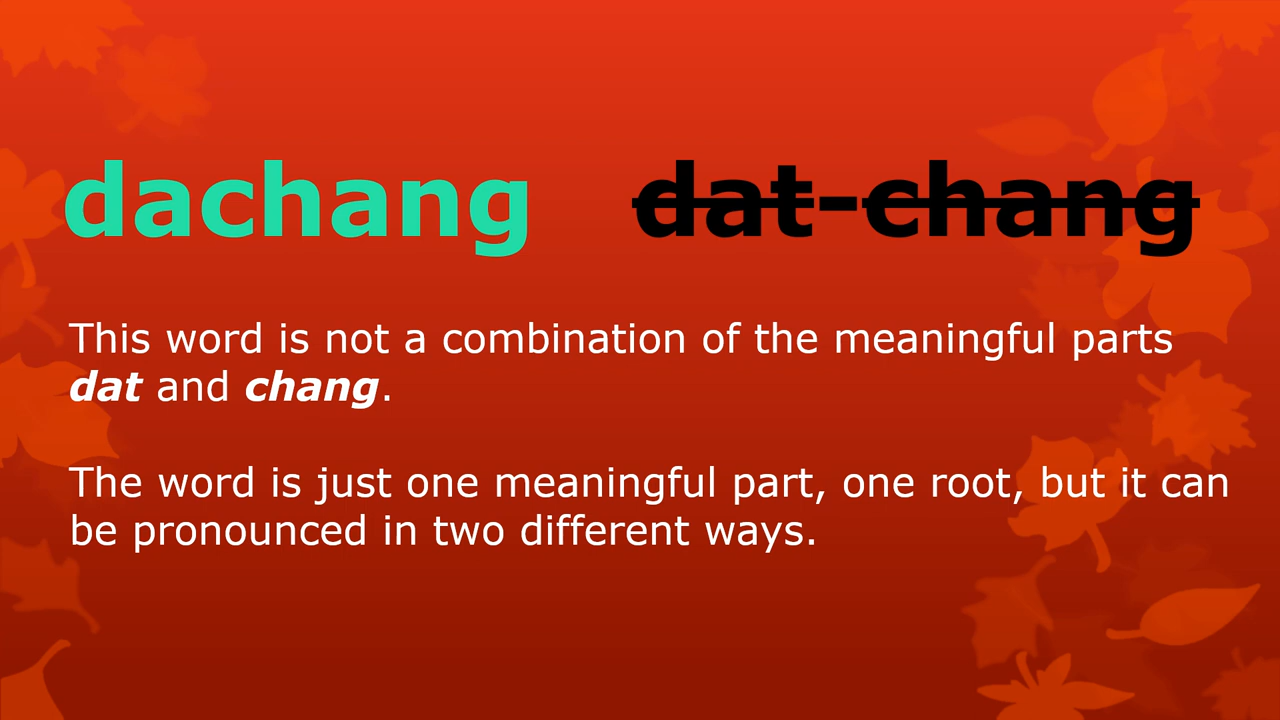 dachang dat-chang
This word is not a combination of the meaningful parts
dat and chang.
The word is just one meaningful part, one root, but it can
be pronounced in two different ways.